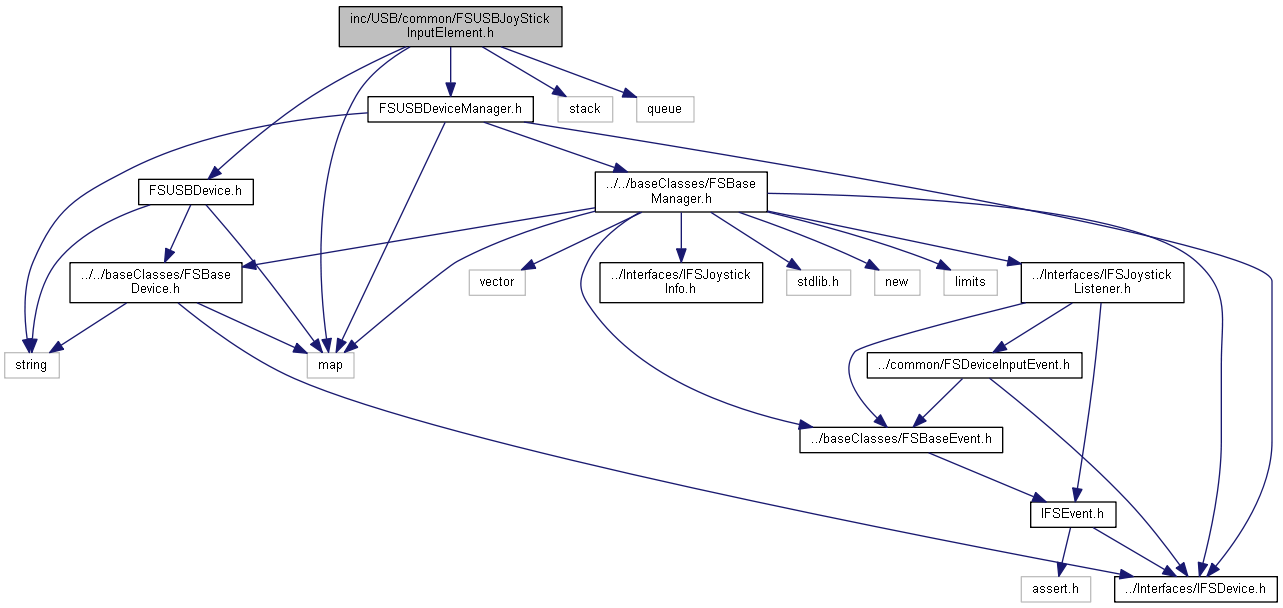 inc/USB/common/FSUSBJoyStick
InputElement.h
FSUSBDeviceManager.h
stack
queue
FSUSBDevice.h
../../baseClasses/FSBase
Manager.h
../../baseClasses/FSBase
Device.h
vector
../Interfaces/IFSJoystick
Info.h
stdlib.h
new
limits
../Interfaces/IFSJoystick
Listener.h
string
map
../common/FSDeviceInputEvent.h
../baseClasses/FSBaseEvent.h
IFSEvent.h
assert.h
../Interfaces/IFSDevice.h